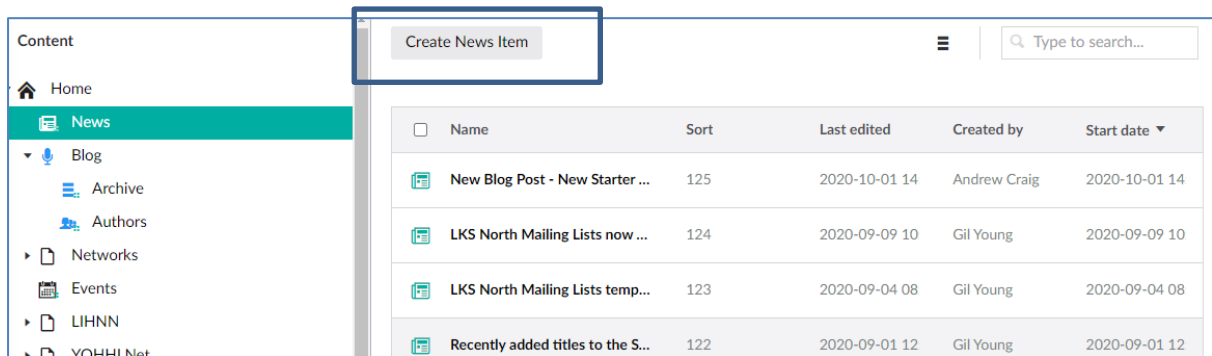 Content
Home
News
Blog
Archive
Authors
Networks
Events
LIHNN
YOHHLNet
Create News Item
Type to search...
Name Sort Last edited Created by Start date
New Blog Post - New Starter ... 125 2020-10-01 14 Andrew Craig 2020-10-01 14
LKS North Mailing Lists now ... 124 2020-09-09 10 Gil Young 2020-09-09 10
LKS North Mailing Lists temp... 123 2020-09-04 08 Gil Young 2020-09-04 08
Recently added titles to the S... 122 2020-09-01 12 Gil Young 2020-09-01 12